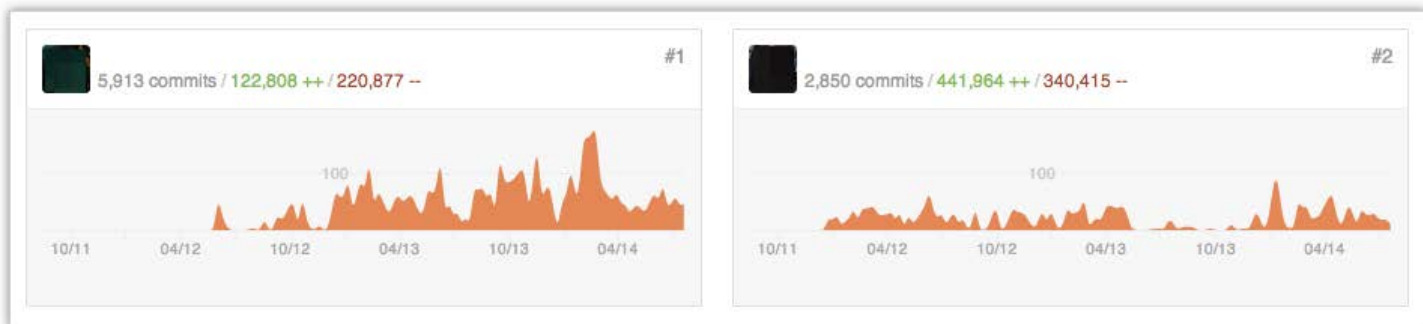 #1
5,913 commits / 122,808 ++ / 220,877 --
100
10/11 04/12 10/12 04/13 10/13 04/14
#2
2,850 commits / 441,964 ++ / 340,415 --
100
10/11 04/12 10/12 04/13 10/13 04/14